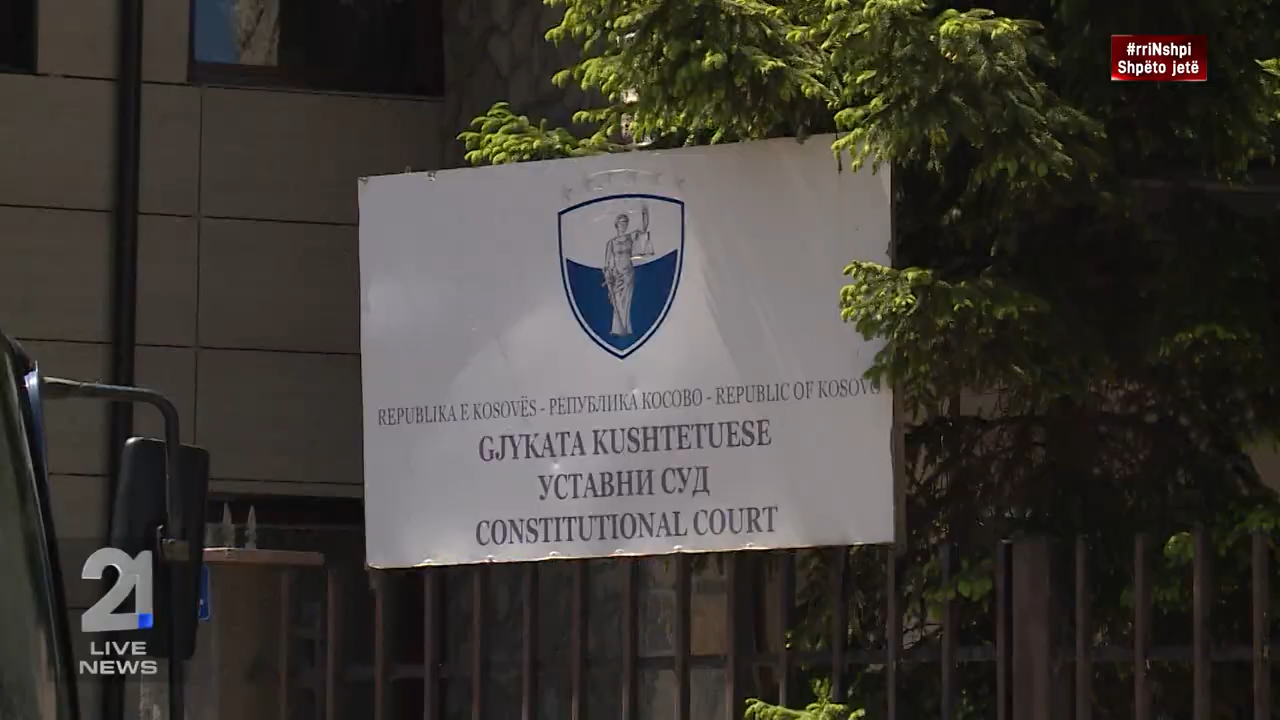 #rriNshpi
Shpëto jetë
REPUBLIKA E KOSOVËS - РЕПУБЛИКА КОСОВО - REPUBLIC OF KOSOVO
GJYKATA KUSHTETUESE
УСТАВНИ СУД
CONSTITUTIONAL COURT
21
LIVE
NEWS